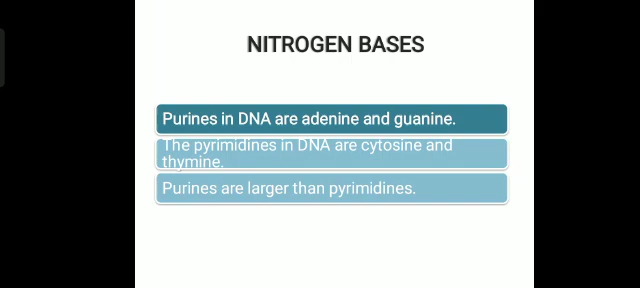 NITROGEN BASES
Purines in DNA are adenine and guanine.
The pyrimidines in DNA are cytosine and
thymine.
Purines are larger than pyrimidines.